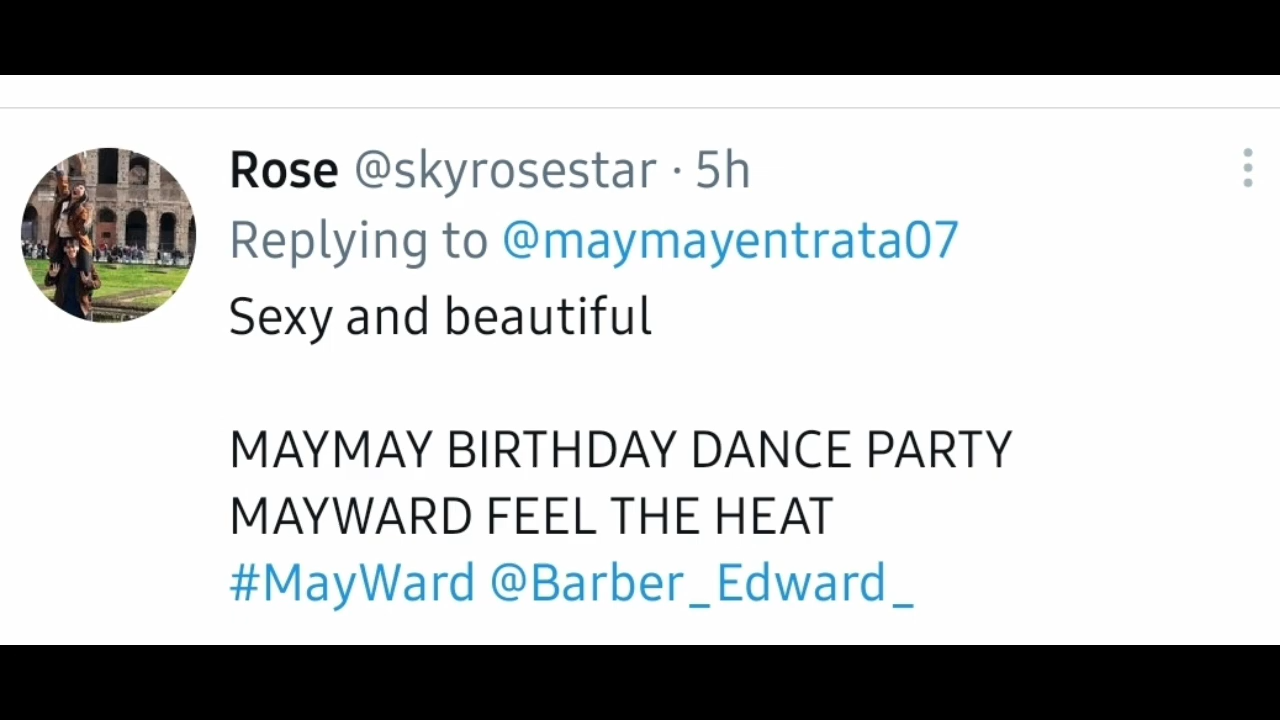 Rose @skyrosestar · 5h
Replying to @maymayentrata07
Sexy and beautiful
MAYMAY BIRTHDAY DANCE PARTY
MAYWARD FEEL THE HEAT
#MayWard @Barber_Edward_